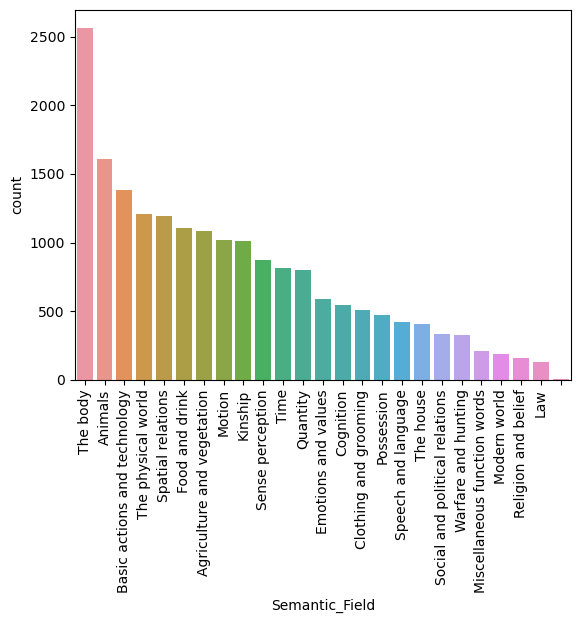 2500
2000
1500
1000
500
0
count
The body
Animals
Basic actions and technology
The physical world
Spatial relations
Food and drink
Agriculture and vegetation
Motion
Kinship
Sense perception
Time
Quantity
Emotions and values
Cognition
Clothing and grooming
Possession
Speech and language
The house
Social and political relations
Warfare and hunting
Miscellaneous function words
Modern world
Religion and belief
Law
Semantic_Field